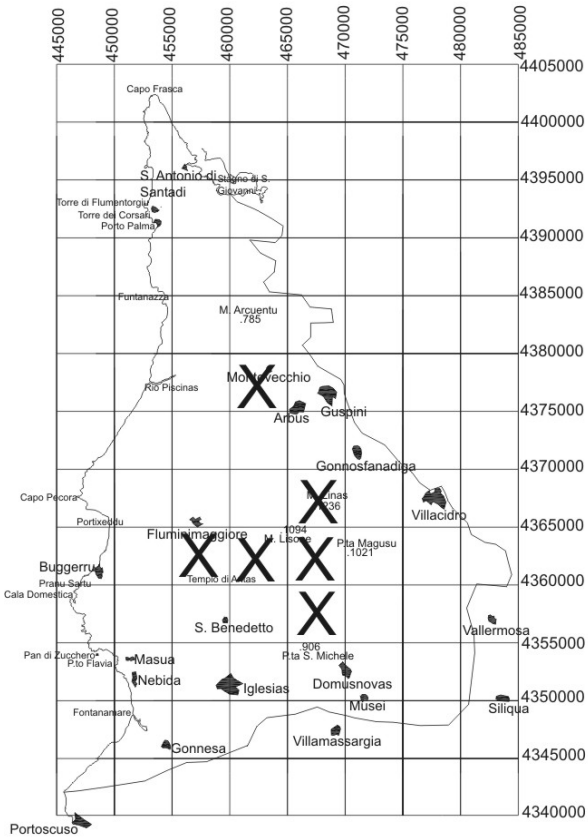 445000
450000
455000
460000
465000
470000
475000
480000
485000
4405000
Capo Frasca
4400000
S. Antonio di
Santadi
Stagno di S.
Giovanni
4395000
Torre di Flumentorgiu
Torre dei Corsari
Porto Palma
4390000
Funtanazza
4385000
M. Arcuentu
.785
4380000
Montevecchio
Rio Piscinas
Arbus
Guspini
4375000
Gonnosfanadiga
4370000
Capo Pecora
M. Linas
1236
Villacidro
Portixeddu
4365000
Fluminimaggiore
1094
M. Lisone
P.ta Magusu
.1021
Buggerru
Pranu Sartu
Cala Domestica
Tempio di Antas
4360000
S. Benedetto
Vallermosa
4355000
.906
P.ta S. Michele
Pan di Zucchero
P.to Flavia
Masua
Nebida
Iglesias
Domusnovas
Musei
Siliqua
4350000
Fontanamare
Gonnesa
Villamassargia
4345000
4340000
Portoscuso